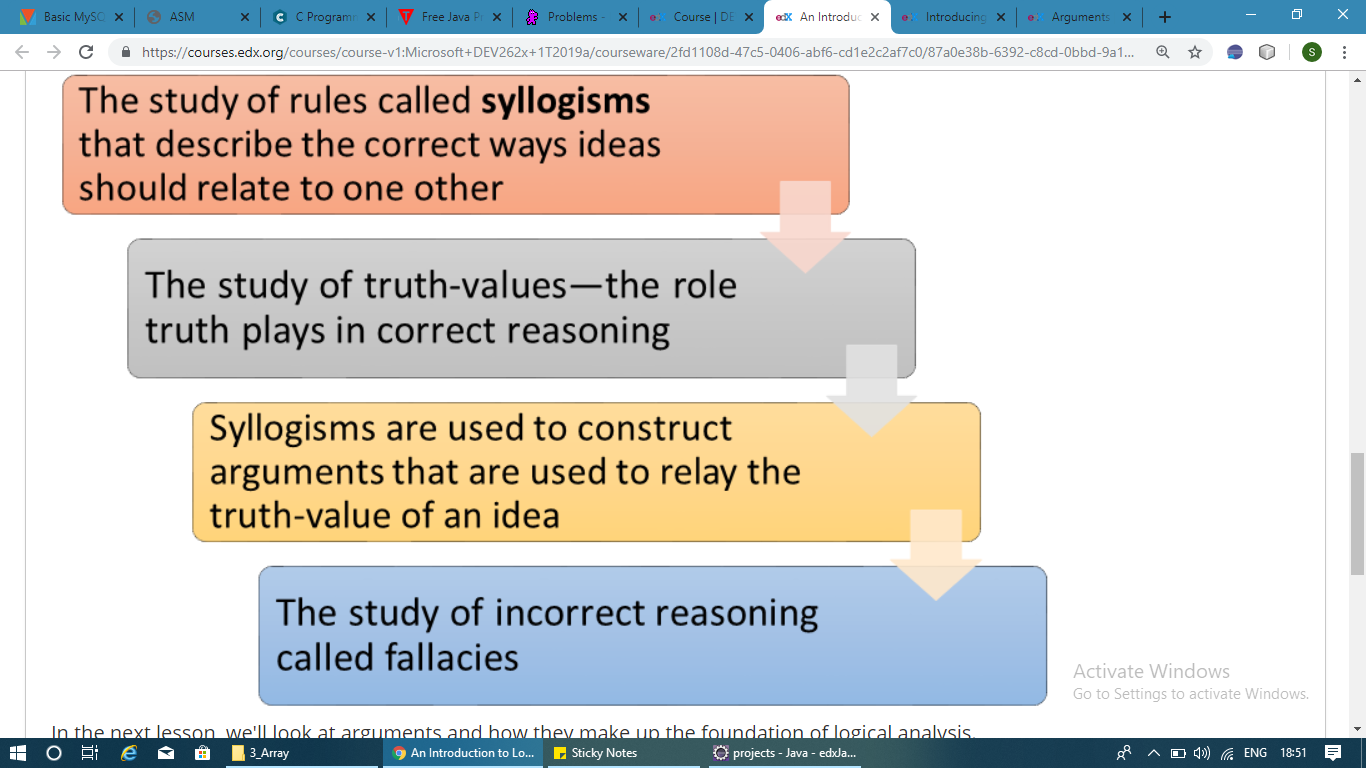 Basic MySQ
ASM
C Programm
Free Java P
Problems -
Course | DE
An Introduc
Introducing
Arguments
https://courses.edx.org/courses/course-v1:Microsoft+DEV262x+1T2019a/courseware/2fd1108d-47c5-0406-abf6-cd1e2c2af7c0/87a0e38b-6392-c8cd-0bbd-9a1...
S
The study of rules called syllogisms
that describe the correct ways ideas
should relate to one other
The study of truth-values—the role
truth plays in correct reasoning
Syllogisms are used to construct
arguments that are used to relay the
truth-value of an idea
The study of incorrect reasoning
called fallacies
Activate Windows
Go to Settings to activate Windows.
In the next lesson, we'll look at arguments and how they make up the foundation of logical analysis.
3_Array
An Introduction to Lo...
Sticky Notes
projects - Java - edxJa...
ENG
18:51